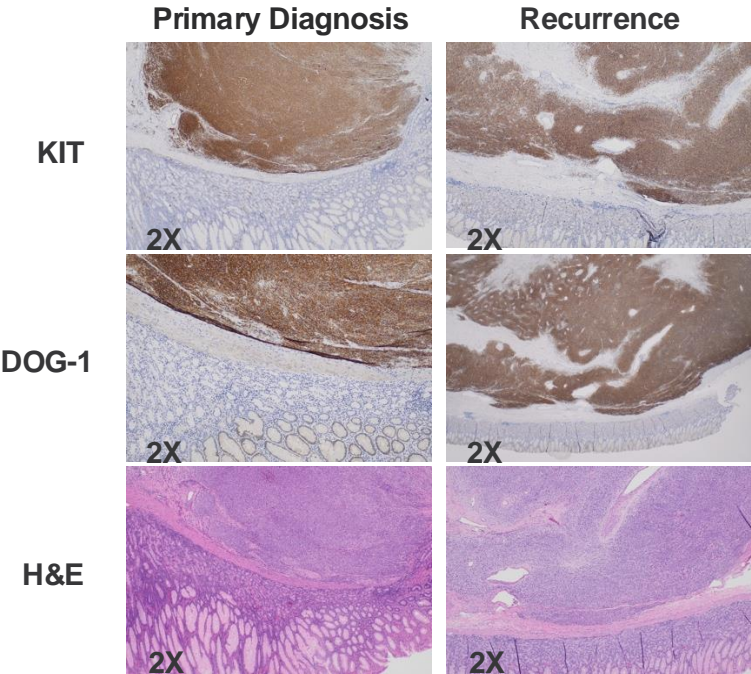 Primary Diagnosis Recurrence
KIT
2X 2X
DOG-1
2X 2X
H&E
2X 2X